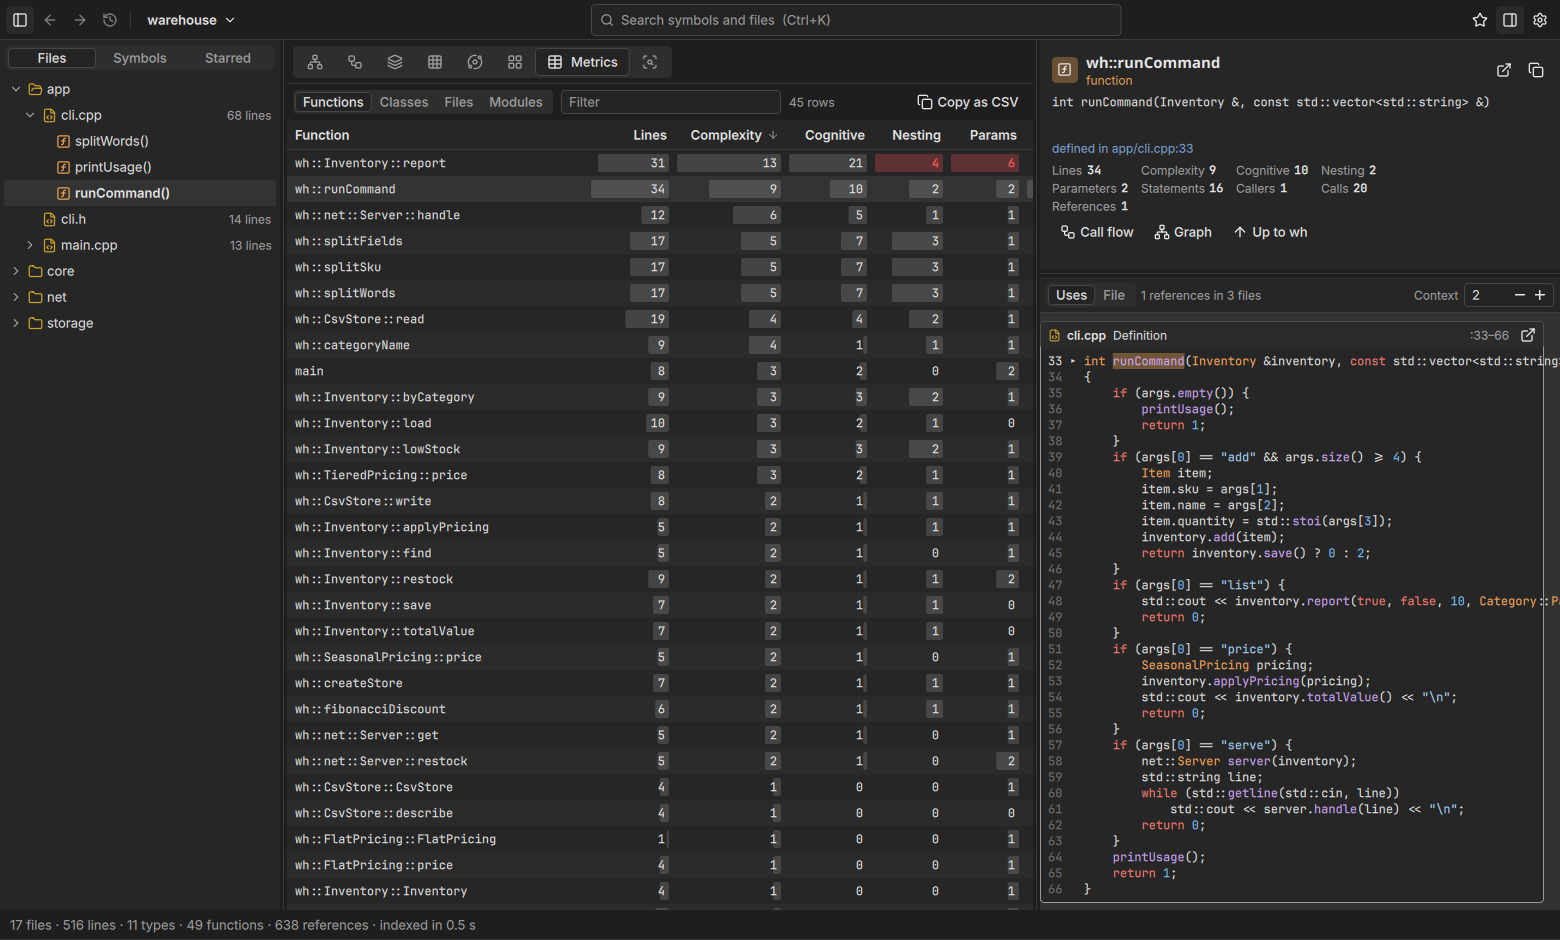 warehouse
Search symbols and files (Ctrl+K)
Files Symbols Starred
app
cli.cpp 68 lines
splitWords()
printUsage()
runCommand()
cli.h 14 lines
main.cpp 13 lines
core
net
storage
Metrics
Functions Classes Files Modules Filter 45 rows Copy as CSV
Function Lines Complexity ↓ Cognitive Nesting Params
wh::Inventory::report 31 13 21 4 6
wh::runCommand 34 9 10 2 2
wh::net::Server::handle 12 6 5 1 1
wh::splitFields 17 5 7 3 1
wh::splitSku 17 5 7 3 1
wh::splitWords 17 5 7 3 1
wh::CsvStore::read 19 4 4 2 1
wh::categoryName 9 4 1 1 1
main 8 3 2 0 2
wh::Inventory::byCategory 9 3 3 2 1
wh::Inventory::load 10 3 2 1 0
wh::Inventory::lowStock 9 3 3 2 1
wh::TieredPricing::price 8 3 2 1 1
wh::CsvStore::write 8 2 1 1 1
wh::Inventory::applyPricing 5 2 1 1 1
wh::Inventory::find 5 2 1 0 1
wh::Inventory::restock 9 2 1 1 2
wh::Inventory::save 7 2 1 1 0
wh::Inventory::totalValue 7 2 1 1 0
wh::SeasonalPricing::price 5 2 1 0 1
wh::createStore 7 2 1 1 1
wh::fibonacciDiscount 6 2 1 1 1
wh::net::Server::get 5 2 1 0 1
wh::net::Server::restock 5 2 1 0 2
wh::CsvStore::CsvStore 4 1 0 0 1
wh::CsvStore::describe 4 1 0 0 0
wh::FlatPricing::FlatPricing 1 1 0 0 1
wh::FlatPricing::price 4 1 0 0 1
wh::Inventory::Inventory 4 1 0 0 1
wh::runCommand
function
int runCommand(Inventory &, const std::vector<std::string> &)
defined in app/cli.cpp:33
Lines 34 Complexity 9 Cognitive 10 Nesting 2
Parameters 2 Statements 16 Callers 1 Calls 20
References 1
Call flow Graph Up to wh
Uses File 1 references in 3 files Context 2 − +
cli.cpp Definition :33–66
33 int runCommand(Inventory &inventory, const std::vector<std::string>
34 {
35 if (args.empty()) {
36 printUsage();
37 return 1;
38 }
39 if (args[0] == "add" && args.size() >= 4) {
40 Item item;
41 item.sku = args[1];
42 item.name = args[2];
43 item.quantity = std::stoi(args[3]);
44 inventory.add(item);
45 return inventory.save() ? 0 : 2;
46 }
47 if (args[0] == "list") {
48 std::cout << inventory.report(true, false, 10, Category::P
49 return 0;
50 }
51 if (args[0] == "price") {
52 SeasonalPricing pricing;
53 inventory.applyPricing(pricing);
54 std::cout << inventory.totalValue() << "\n";
55 return 0;
56 }
57 if (args[0] == "serve") {
58 net::Server server(inventory);
59 std::string line;
60 while (std::getline(std::cin, line))
61 std::cout << server.handle(line) << "\n";
62 return 0;
63 }
64 printUsage();
65 return 1;
66 }
17 files · 516 lines · 11 types · 49 functions · 638 references · indexed in 0.5 s